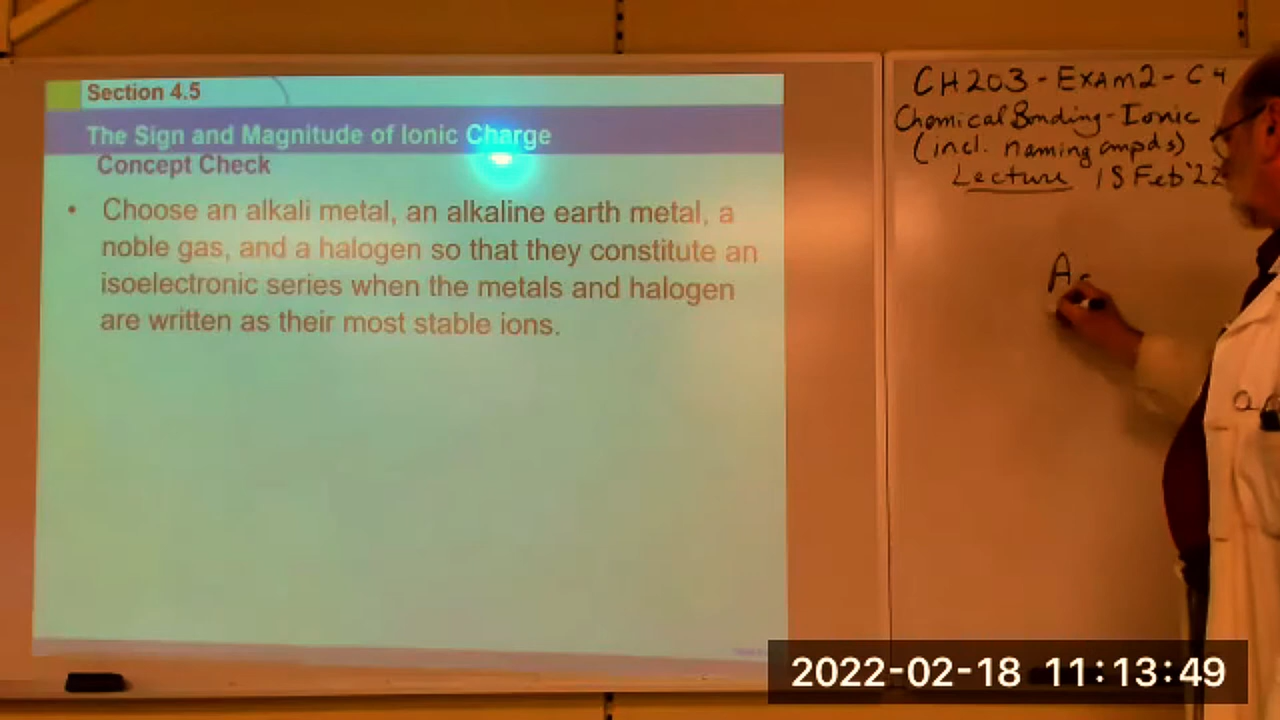 Section 4.5
The Sign and Magnitude of Ionic Charge
Concept Check
• Choose an alkali metal, an alkaline earth metal, a
noble gas, and a halogen so that they constitute an
isoelectronic series when the metals and halogen
are written as their most stable ions.
CH203-Exam2-C4
Chemical Bonding-Ionic
(incl. naming cmpds)
Lecture 18 Feb'22
A
2022-02-18 11:13:49